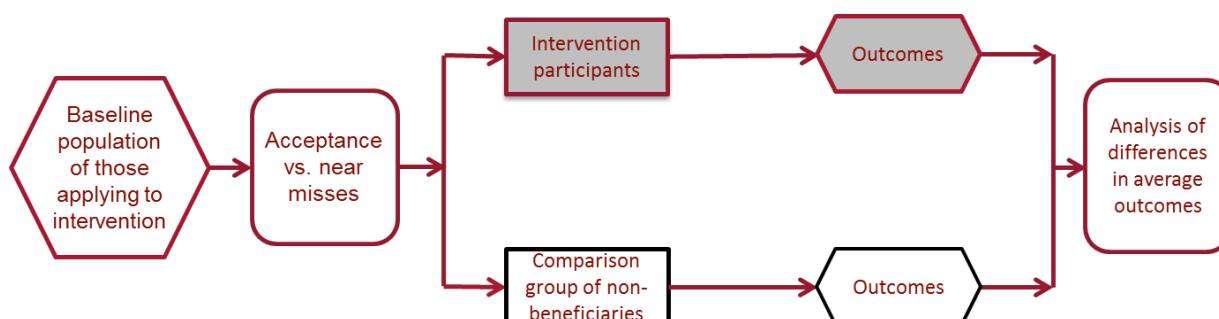 Baseline
population
of those
applying to
intervention
Acceptance
vs. near
misses
Intervention
participants
Outcomes
Comparison
group of non-
beneficiaries
Outcomes
Analysis of
differences
in average
outcomes